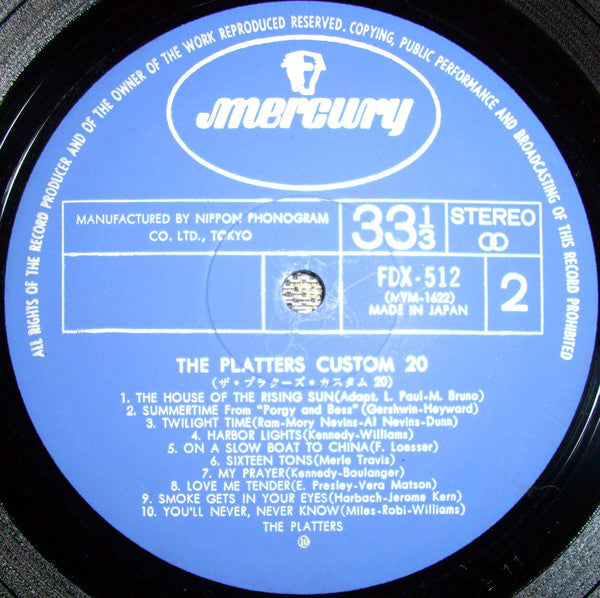 ALL RIGHTS OF THE RECORD PRODUCER AND OF THE OWNER OF THE WORK REPRODUCED RESERVED. COPYING, PUBLIC PERFORMANCE AND BROADCASTING OF THIS RECORD PROHIBITED
mercury
MANUFACTURED BY NIPPON PHONOGRAM
CO. LTD., TOKYO
33 1/3
STEREO
FDX-512
(MVM-1622)
MADE IN JAPAN
2
THE PLATTERS CUSTOM 20
(ザ・プラターズ・カスタム 20)
1. THE HOUSE OF THE RISING SUN(Adapt. L. Paul-M. Bruno)
2. SUMMERTIME From "Porgy and Bess" (Gershwin-Heyward)
3. TWILIGHT TIME(Ram-Mory Nevins-Al Nevins-Dunn)
4. HARBOR LIGHTS(Kennedy-Williams)
5. ON A SLOW BOAT TO CHINA(F. Loesser)
6. SIXTEEN TONS(Merle Travis)
7. MY PRAYER(Kennedy-Boulanger)
8. LOVE ME TENDER(E. Presley-Vera Matson)
9. SMOKE GETS IN YOUR EYES(Harbach-Jerome Kern)
10. YOU'LL NEVER, NEVER KNOW(Miles-Robi-Williams)
THE PLATTERS
⑩